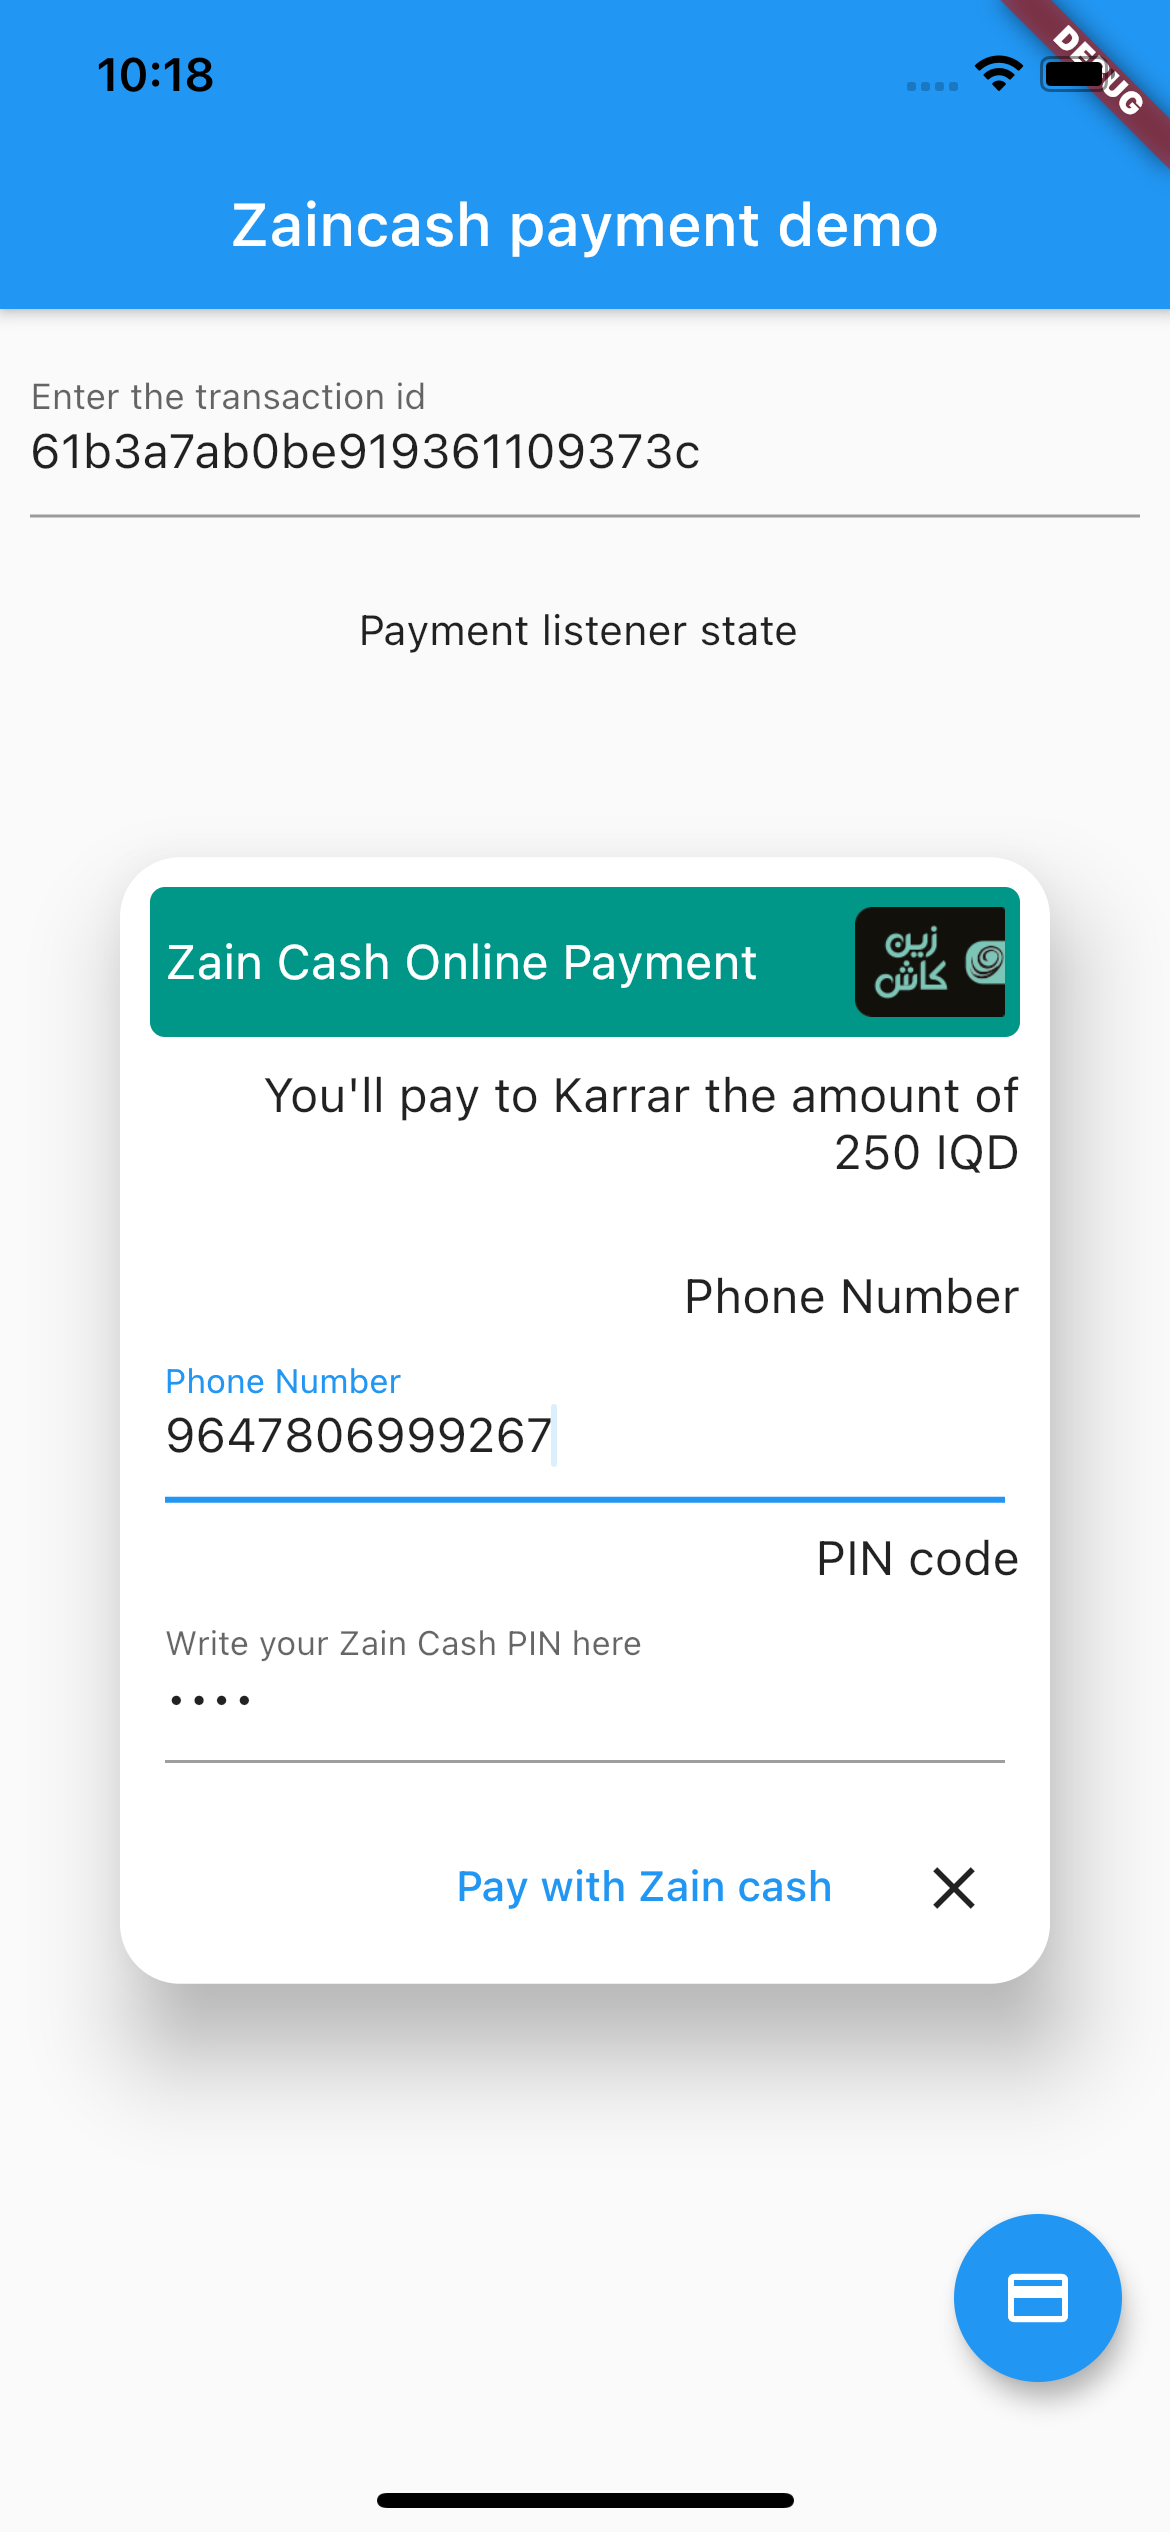 10:18
DEBUG
Zaincash payment demo
Enter the transaction id
61b3a7ab0be919361109373c
Payment listener state
Zain Cash Online Payment
زين
كاش
You'll pay to Karrar the amount of
250 IQD
Phone Number
Phone Number
9647806999267
PIN code
Write your Zain Cash PIN here
••••
Pay with Zain cash